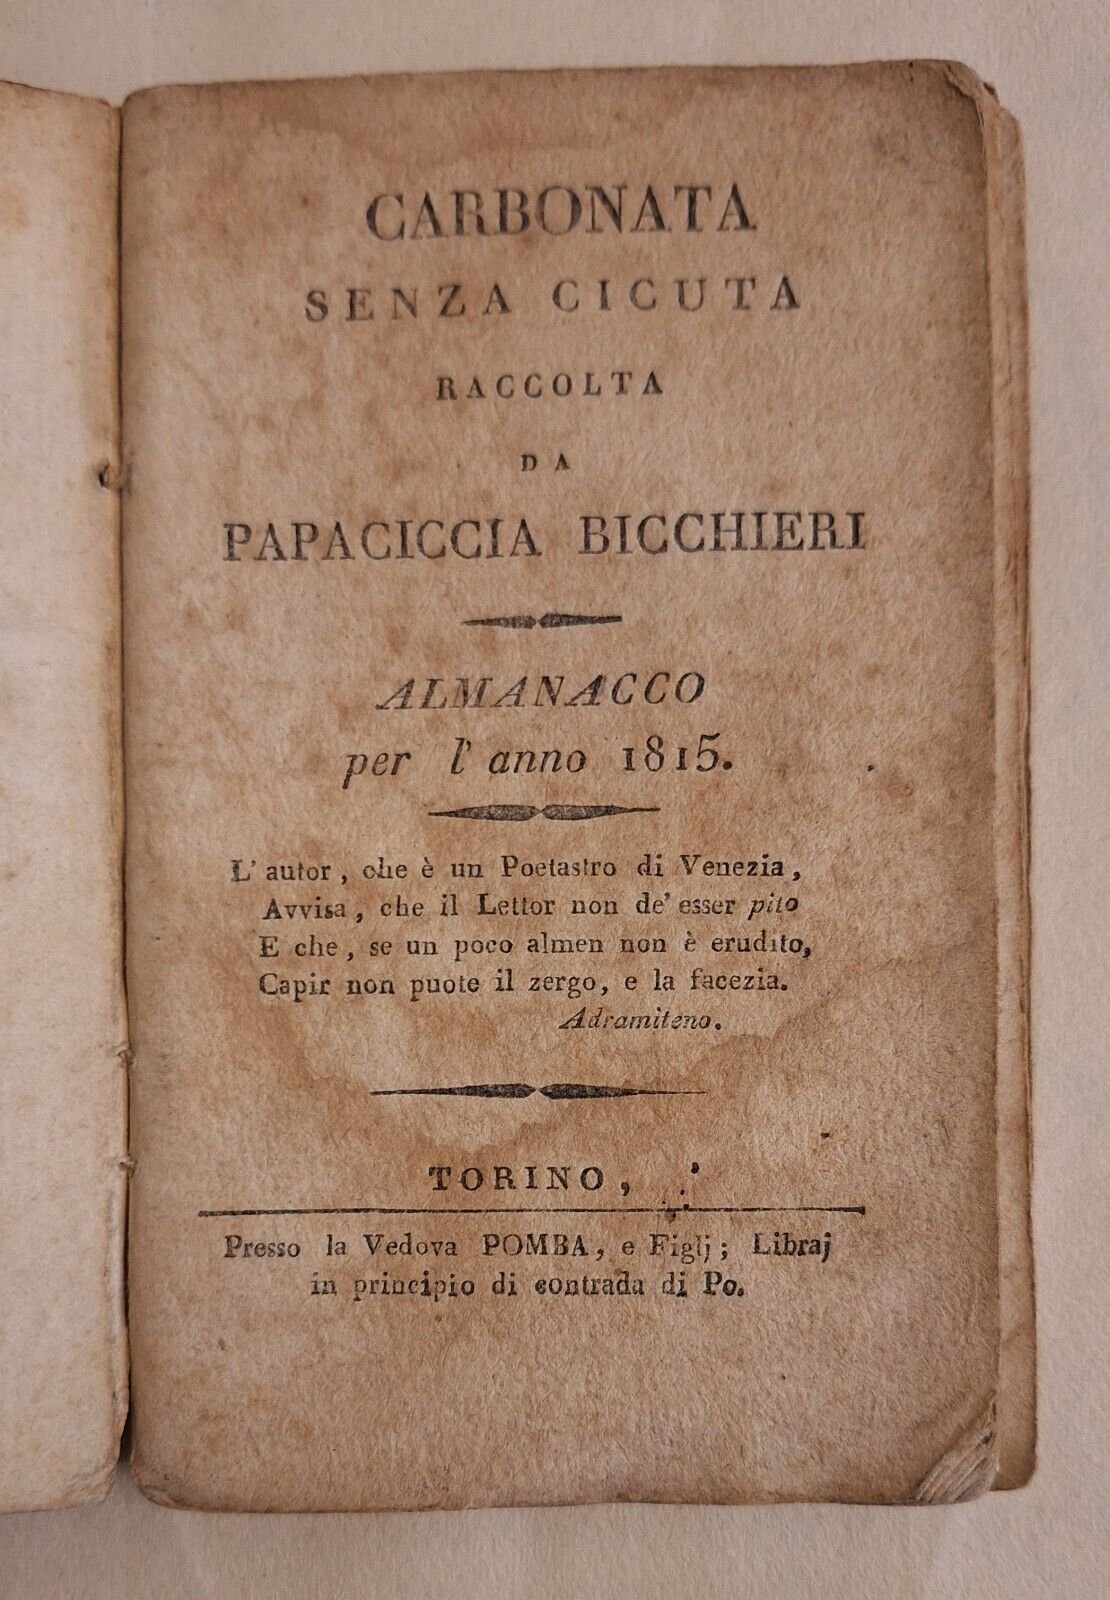 CARBONATA
SENZA CICUTA
RACCOLTA
DA
PAPACICCIA BICCHIERI
ALMANACCO
per l' anno 1815.
L' autor, che è un Poetastro di Venezia,
Avvisa, che il Lettor non de' esser pito
E che, se un poco almen non è erudito,
Capir non puote il zergo, e la facezia.
Adramiteno.
TORINO,
Presso la Vedova POMBA, e Figlj; Libraj
in principio di contrada di Po.